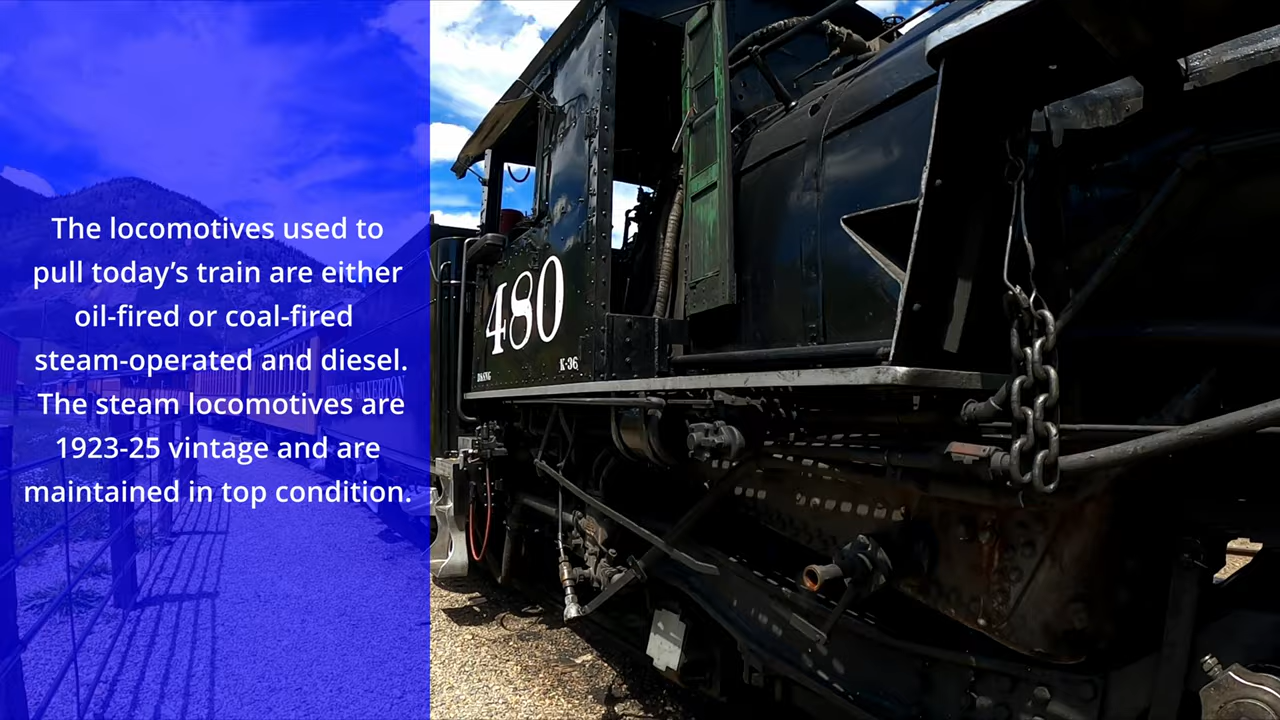 The locomotives used to
pull today’s train are either
oil-fired or coal-fired
steam-operated and diesel.
The steam locomotives are
1923-25 vintage and are
maintained in top condition.
480
D&SNG K-36